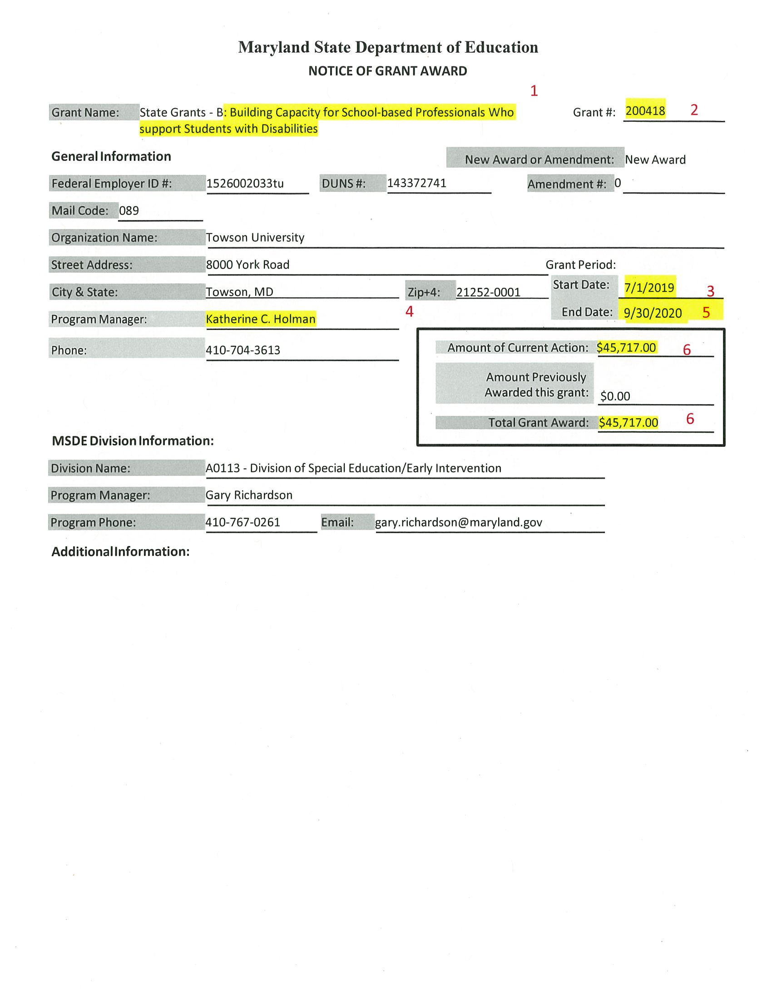 Maryland State Department of Education
NOTICE OF GRANT AWARD
1
Grant Name: State Grants - B: Building Capacity for School-based Professionals Who Grant #: 200418 2
support Students with Disabilities
General Information
New Award or Amendment: New Award
Federal Employer ID #: 1526002033tu DUNS #: 143372741 Amendment #: 0
Mail Code: 089
Organization Name: Towson University
Street Address: 8000 York Road Grant Period:
City & State: Towson, MD Zip+4: 21252-0001 Start Date: 7/1/2019 3
Program Manager: Katherine C. Holman 4 End Date: 9/30/2020 5
Phone: 410-704-3613 Amount of Current Action: $45,717.00 6
Amount Previously
Awarded this grant: $0.00
Total Grant Award: $45,717.00 6
MSDE Division Information:
Division Name: A0113 - Division of Special Education/Early Intervention
Program Manager: Gary Richardson
Program Phone: 410-767-0261 Email: gary.richardson@maryland.gov
Additional Information: